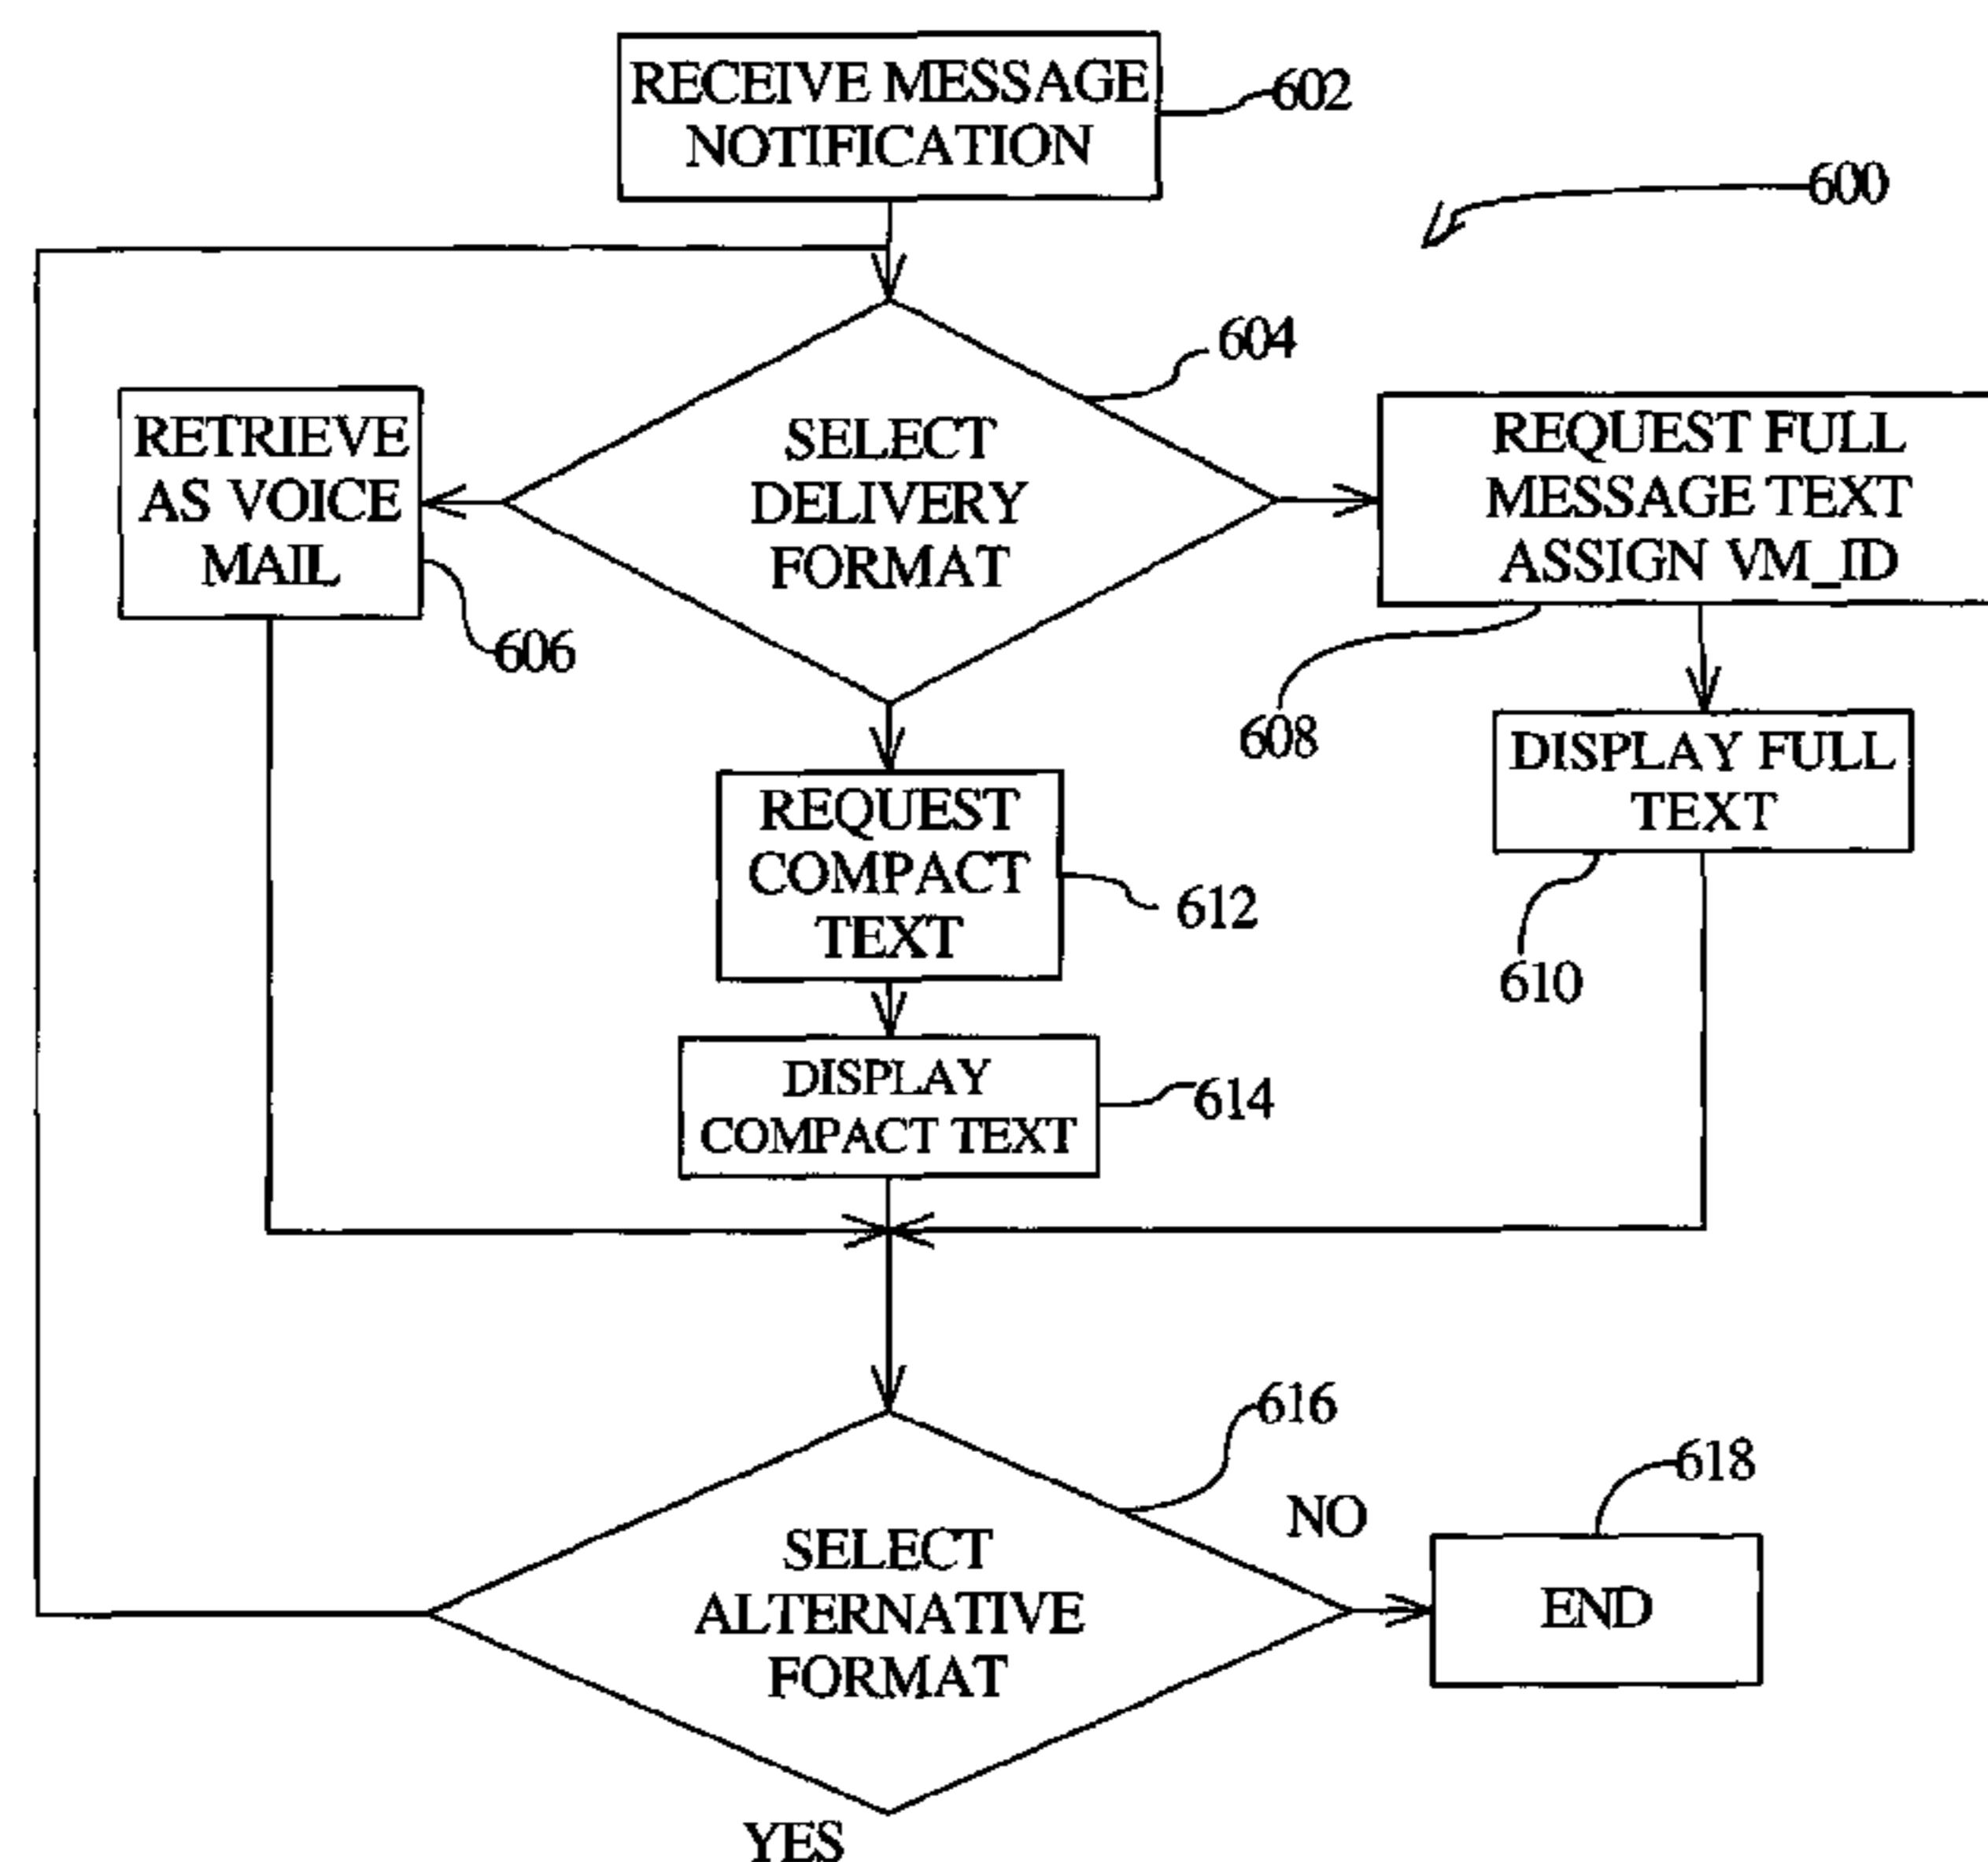 RECEIVE MESSAGE
NOTIFICATION
602
600
604
RETRIEVE
AS VOICE
MAIL
606
SELECT
DELIVERY
FORMAT
REQUEST FULL
MESSAGE TEXT
ASSIGN VM_ID
608
DISPLAY FULL
TEXT
610
REQUEST
COMPACT
TEXT
612
DISPLAY
COMPACT TEXT
614
616
SELECT
ALTERNATIVE
FORMAT
NO
618
END
YES